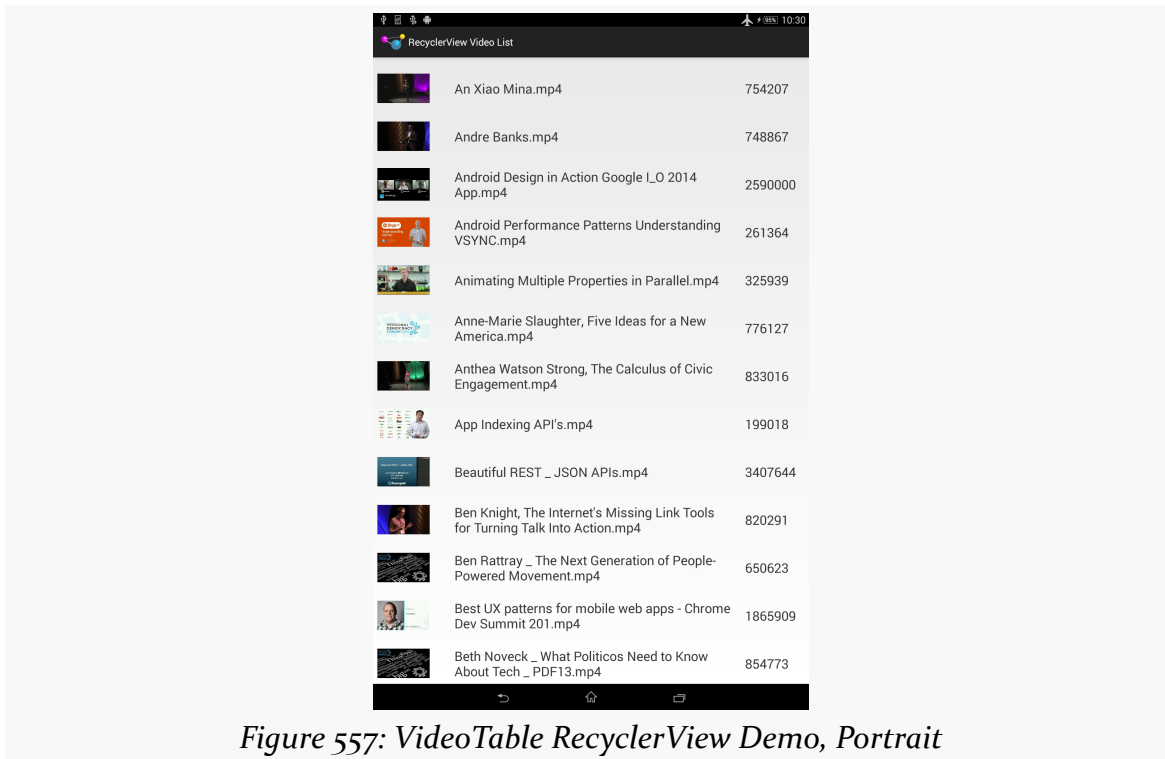 95% 10:30
RecyclerView Video List
An Xiao Mina.mp4 754207
Andre Banks.mp4 748867
Android Design in Action Google I_O 2014
App.mp4
2590000
Android Performance Patterns Understanding
VSYNC.mp4
261364
Animating Multiple Properties in Parallel.mp4 325939
Anne-Marie Slaughter, Five Ideas for a New
America.mp4
776127
Anthea Watson Strong, The Calculus of Civic
Engagement.mp4
833016
App Indexing API's.mp4 199018
Beautiful REST _ JSON APIs.mp4 3407644
Ben Knight, The Internet's Missing Link Tools
for Turning Talk Into Action.mp4
820291
Ben Rattray _ The Next Generation of People-
Powered Movement.mp4
650623
Best UX patterns for mobile web apps - Chrome
Dev Summit 201.mp4
1865909
Beth Noveck _ What Politicos Need to Know
About Tech _ PDF13.mp4
854773
Figure 557: VideoTable RecyclerView Demo, Portrait